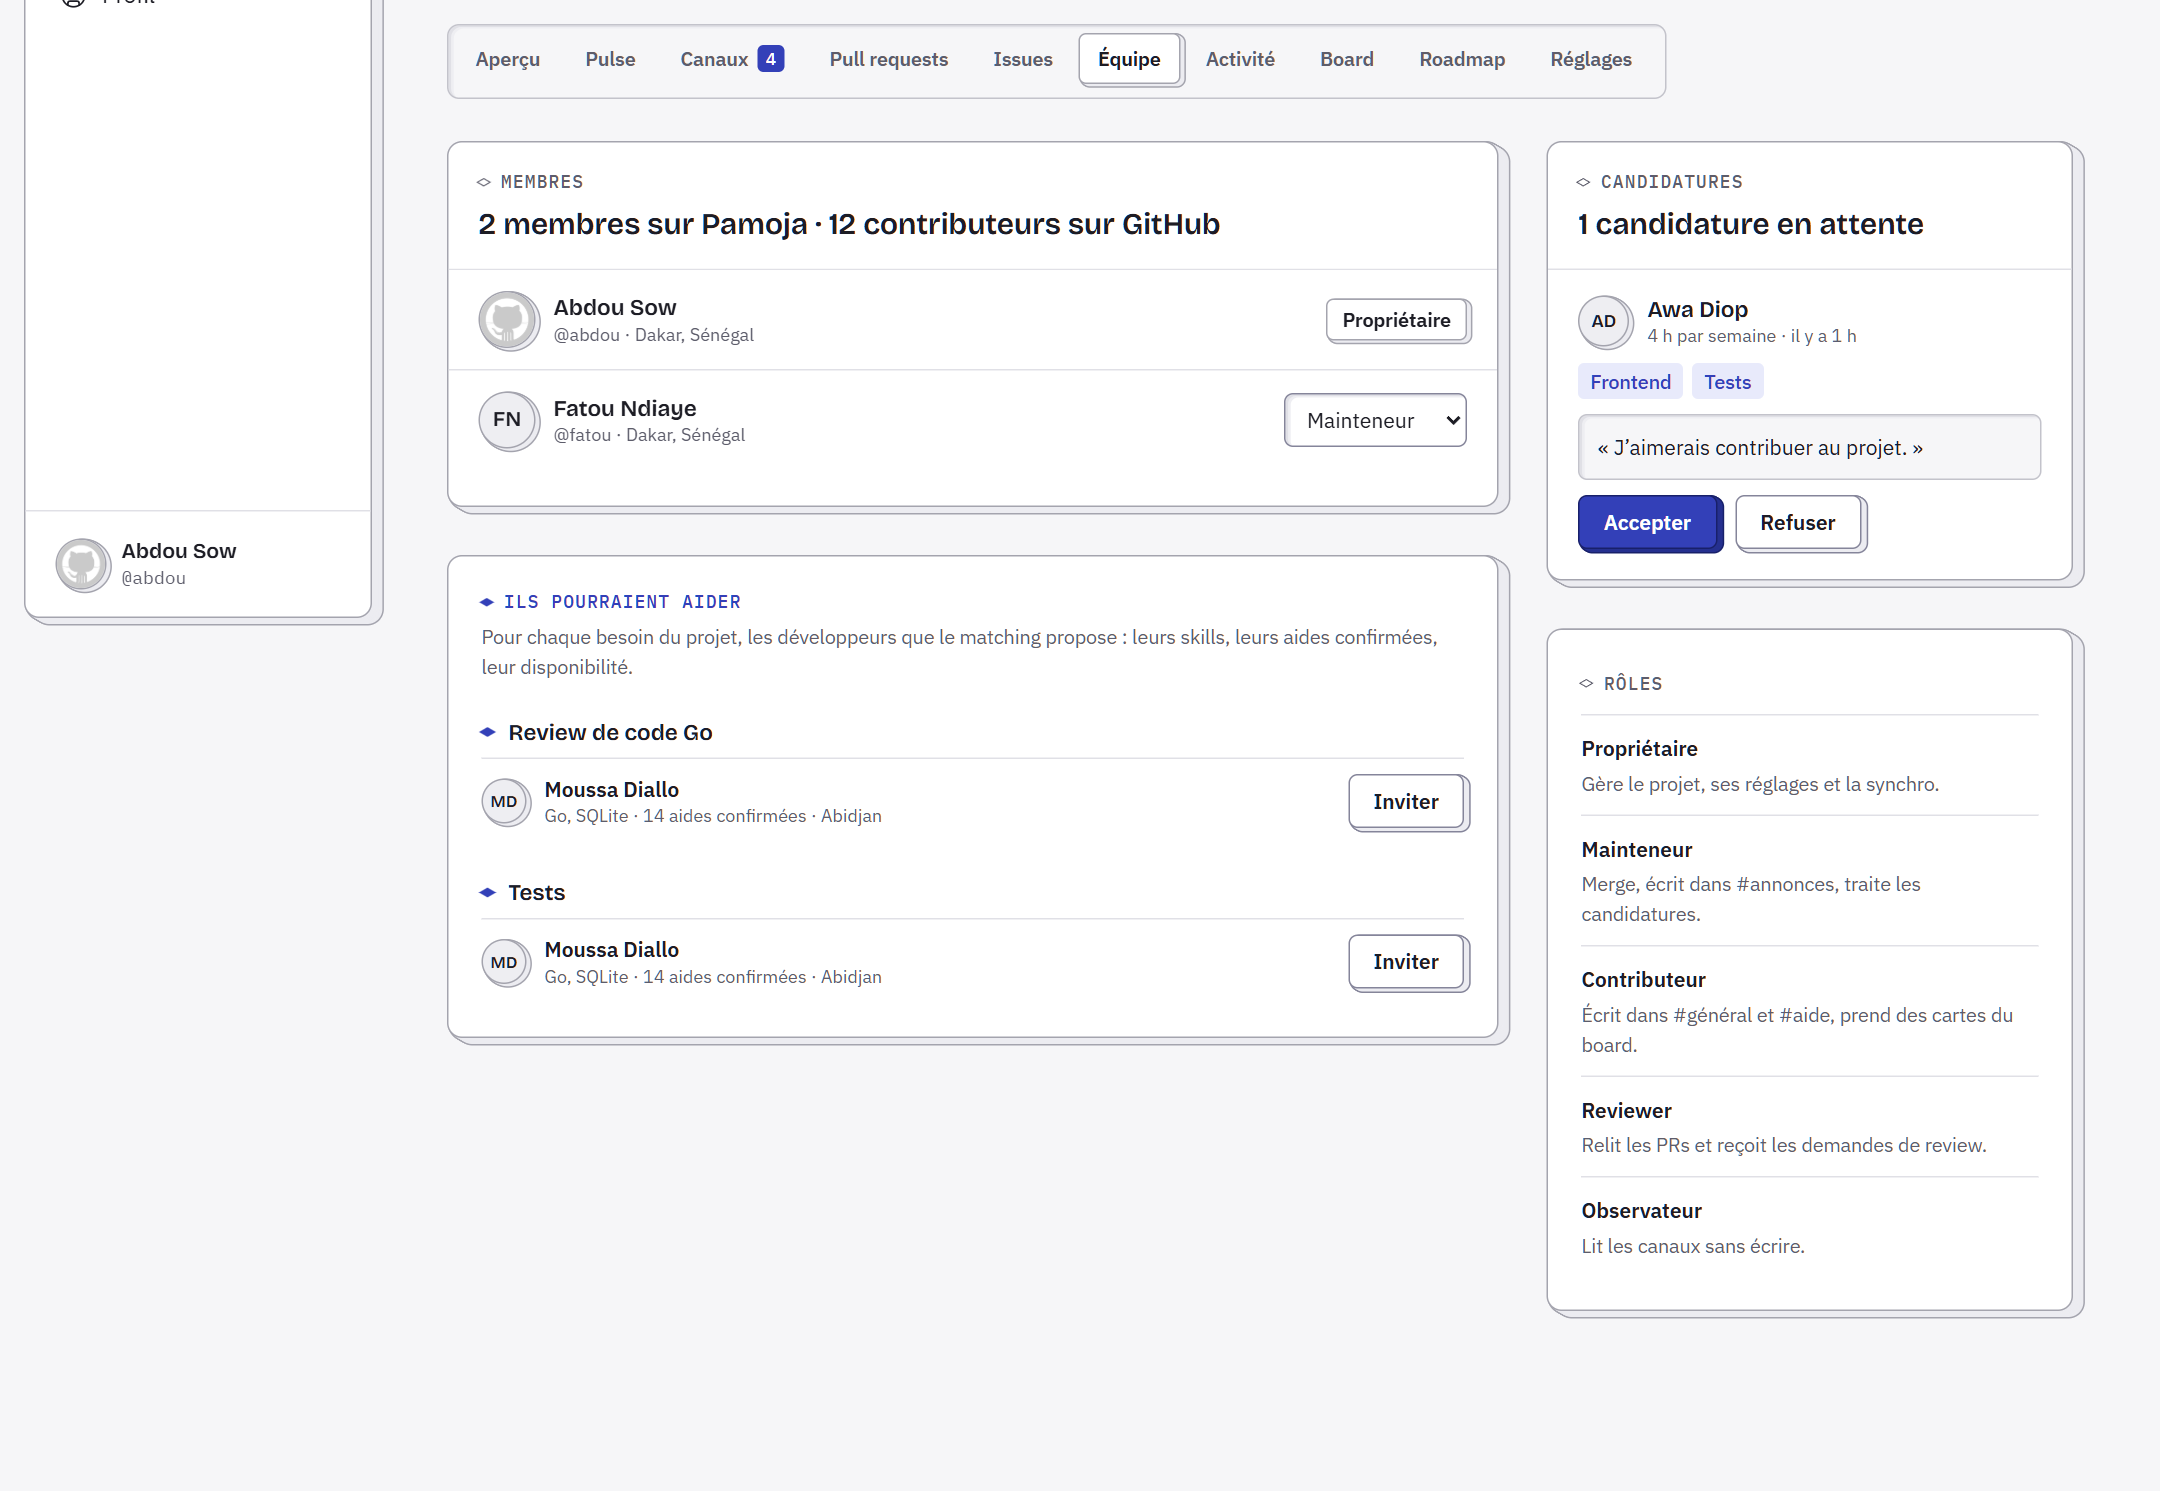 Profil
Aperçu Pulse Canaux 4 Pull requests Issues Équipe Activité Board Roadmap Réglages
MEMBRES
2 membres sur Pamoja · 12 contributeurs sur GitHub
Abdou Sow
@abdou · Dakar, Sénégal
Propriétaire
FN
Fatou Ndiaye
@fatou · Dakar, Sénégal
Mainteneur
Abdou Sow
@abdou
ILS POURRAIENT AIDER
Pour chaque besoin du projet, les développeurs que le matching propose : leurs skills, leurs aides confirmées,
leur disponibilité.
Review de code Go
MD
Moussa Diallo
Go, SQLite · 14 aides confirmées · Abidjan
Inviter
Tests
MD
Moussa Diallo
Go, SQLite · 14 aides confirmées · Abidjan
Inviter
CANDIDATURES
1 candidature en attente
AD
Awa Diop
4 h par semaine · il y a 1 h
Frontend Tests
« J’aimerais contribuer au projet. »
Accepter Refuser
RÔLES
Propriétaire
Gère le projet, ses réglages et la synchro.
Mainteneur
Merge, écrit dans #annonces, traite les
candidatures.
Contributeur
Écrit dans #général et #aide, prend des cartes du
board.
Reviewer
Relit les PRs et reçoit les demandes de review.
Observateur
Lit les canaux sans écrire.